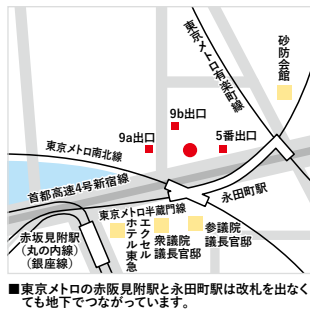 東京メトロ有楽町線
砂防会館
9b出口
9a出口
5番出口
東京メトロ南北線
首都高速4号新宿線
永田町駅
東京メトロ半蔵門線
赤坂見附駅
(丸の内線)
(銀座線)
エクセル
ホテル東急
衆議院
議長官邸
参議院
議長官邸
■東京メトロの赤阪見附駅と永田町駅は改札を出なく
ても地下でつながっています。